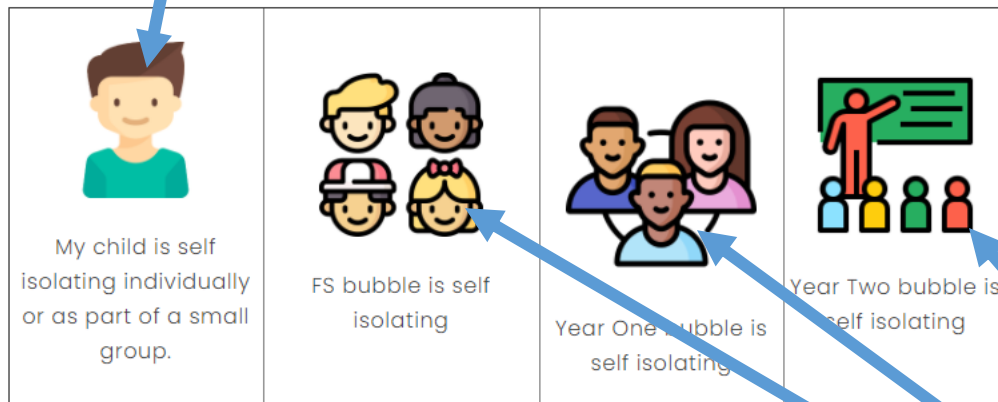 My child is self
isolating individually
or as part of a small
group.
FS bubble is self
isolating
Year One bubble is
self isolating
Year Two bubble is
self isolating